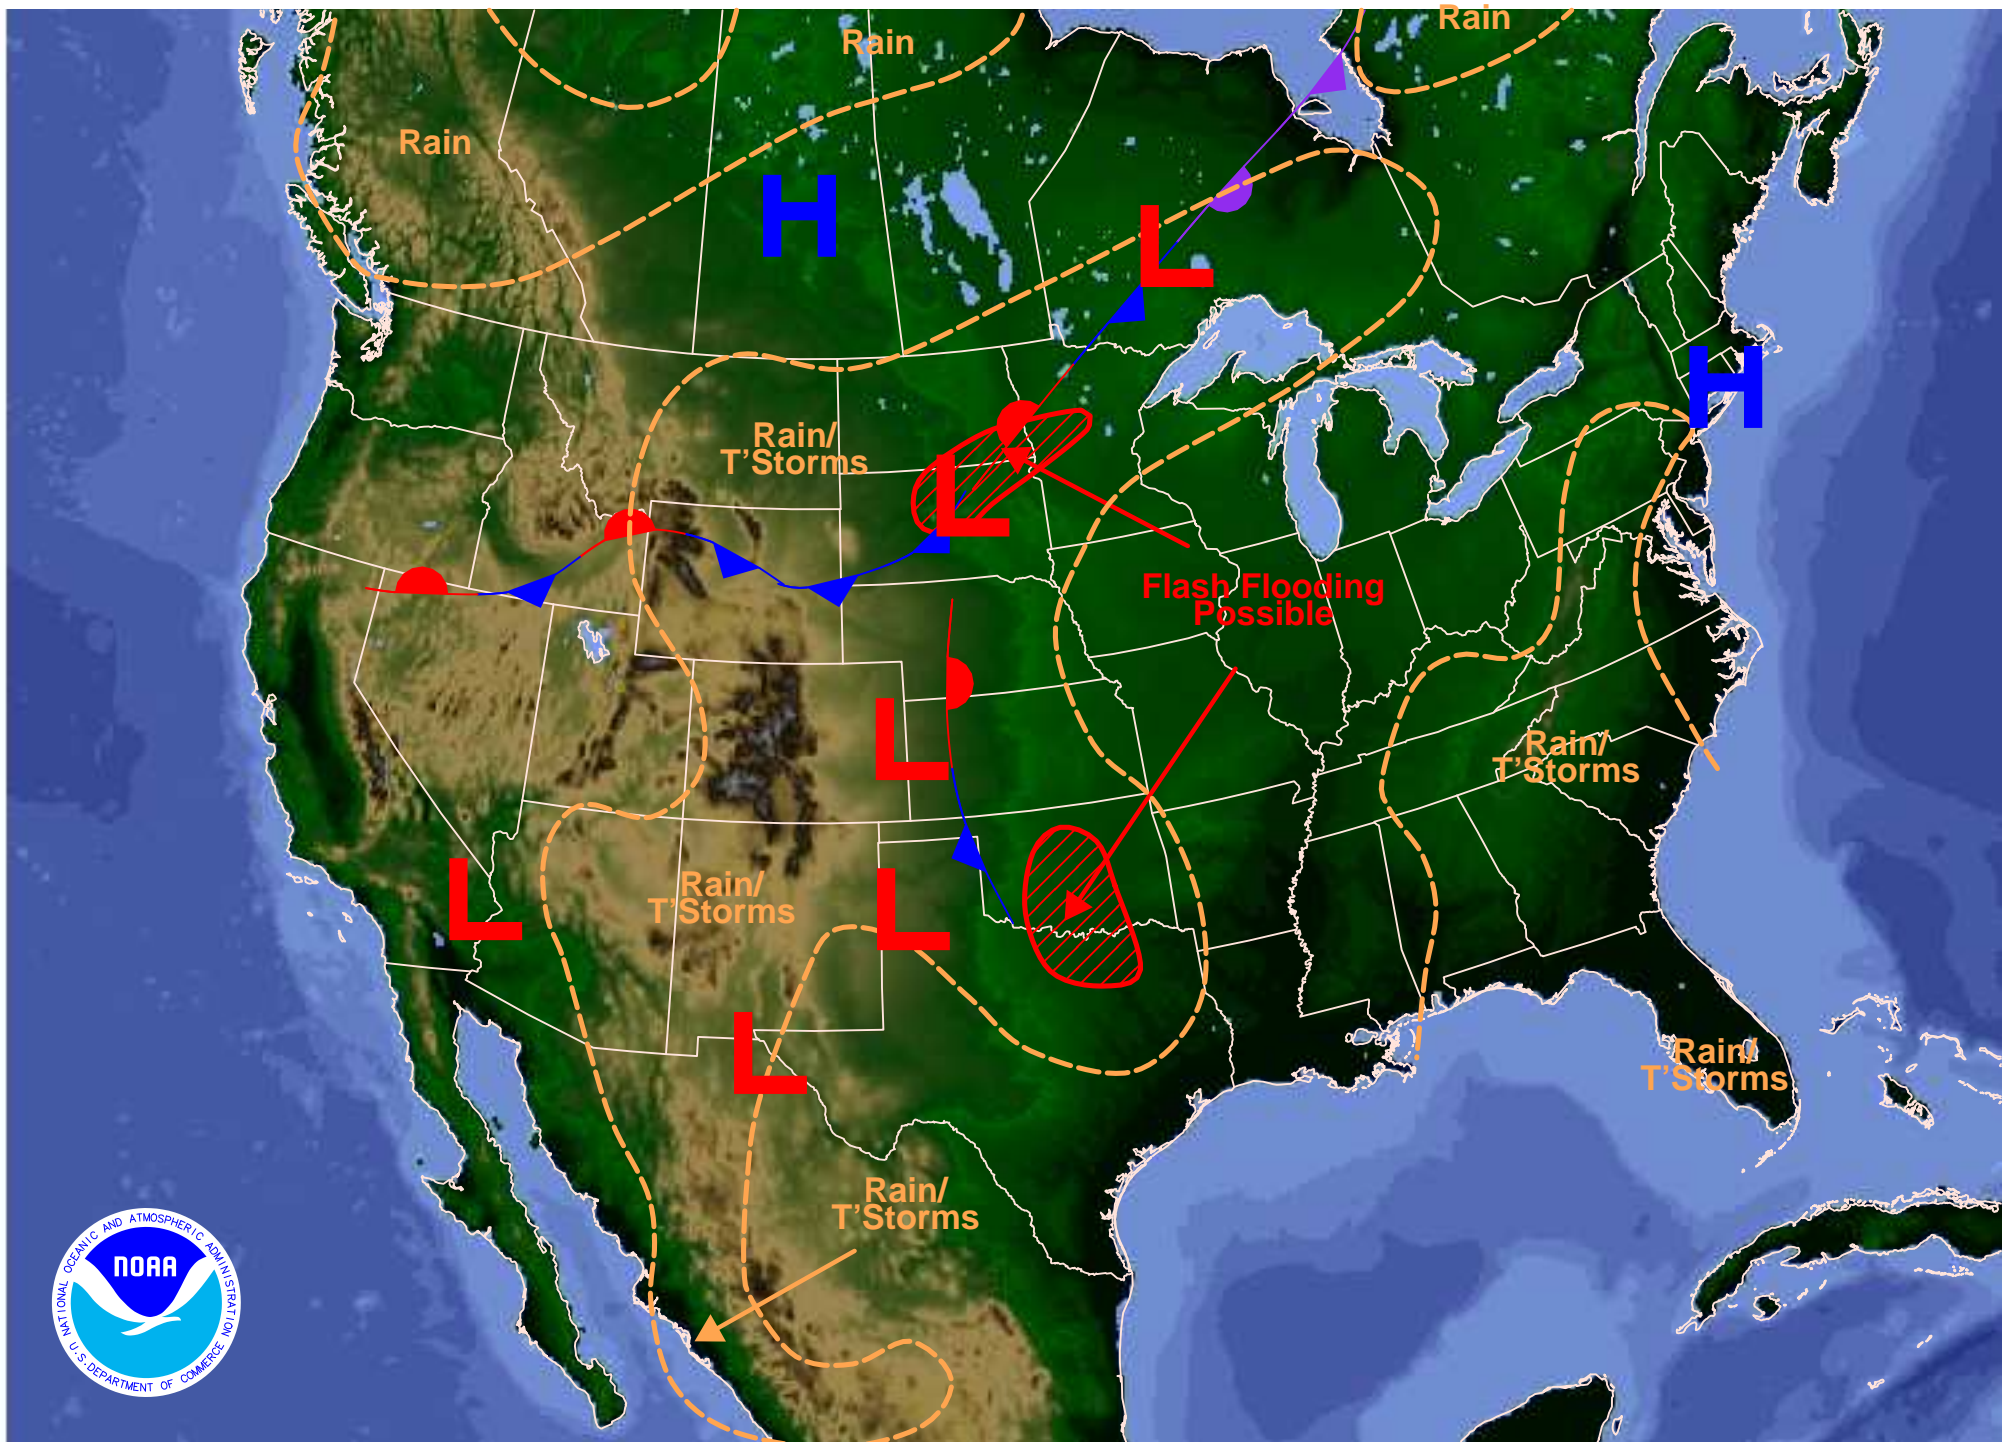 Rain
Rain
Rain
H
L
H
Rain/
T'Storms
L
Flash Flooding
Possible
L
Rain/
T'Storms
L
Rain/
T'Storms
L
L
Rain/
T'Storms
Rain/
T'Storms
NATIONAL OCEANIC AND ATMOSPHERIC ADMINISTRATION
NOAA
U.S. DEPARTMENT OF COMMERCE